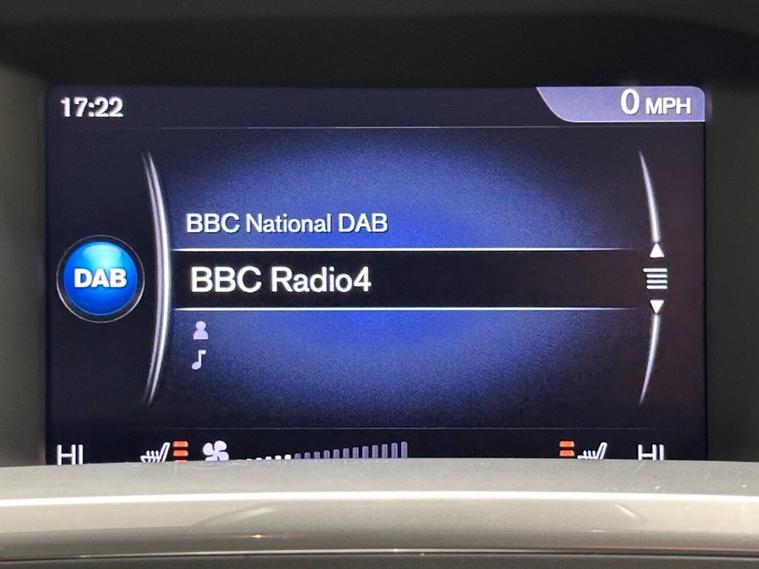 17:22
0 MPH
BBC National DAB
DAB
BBC Radio4
HI
HI